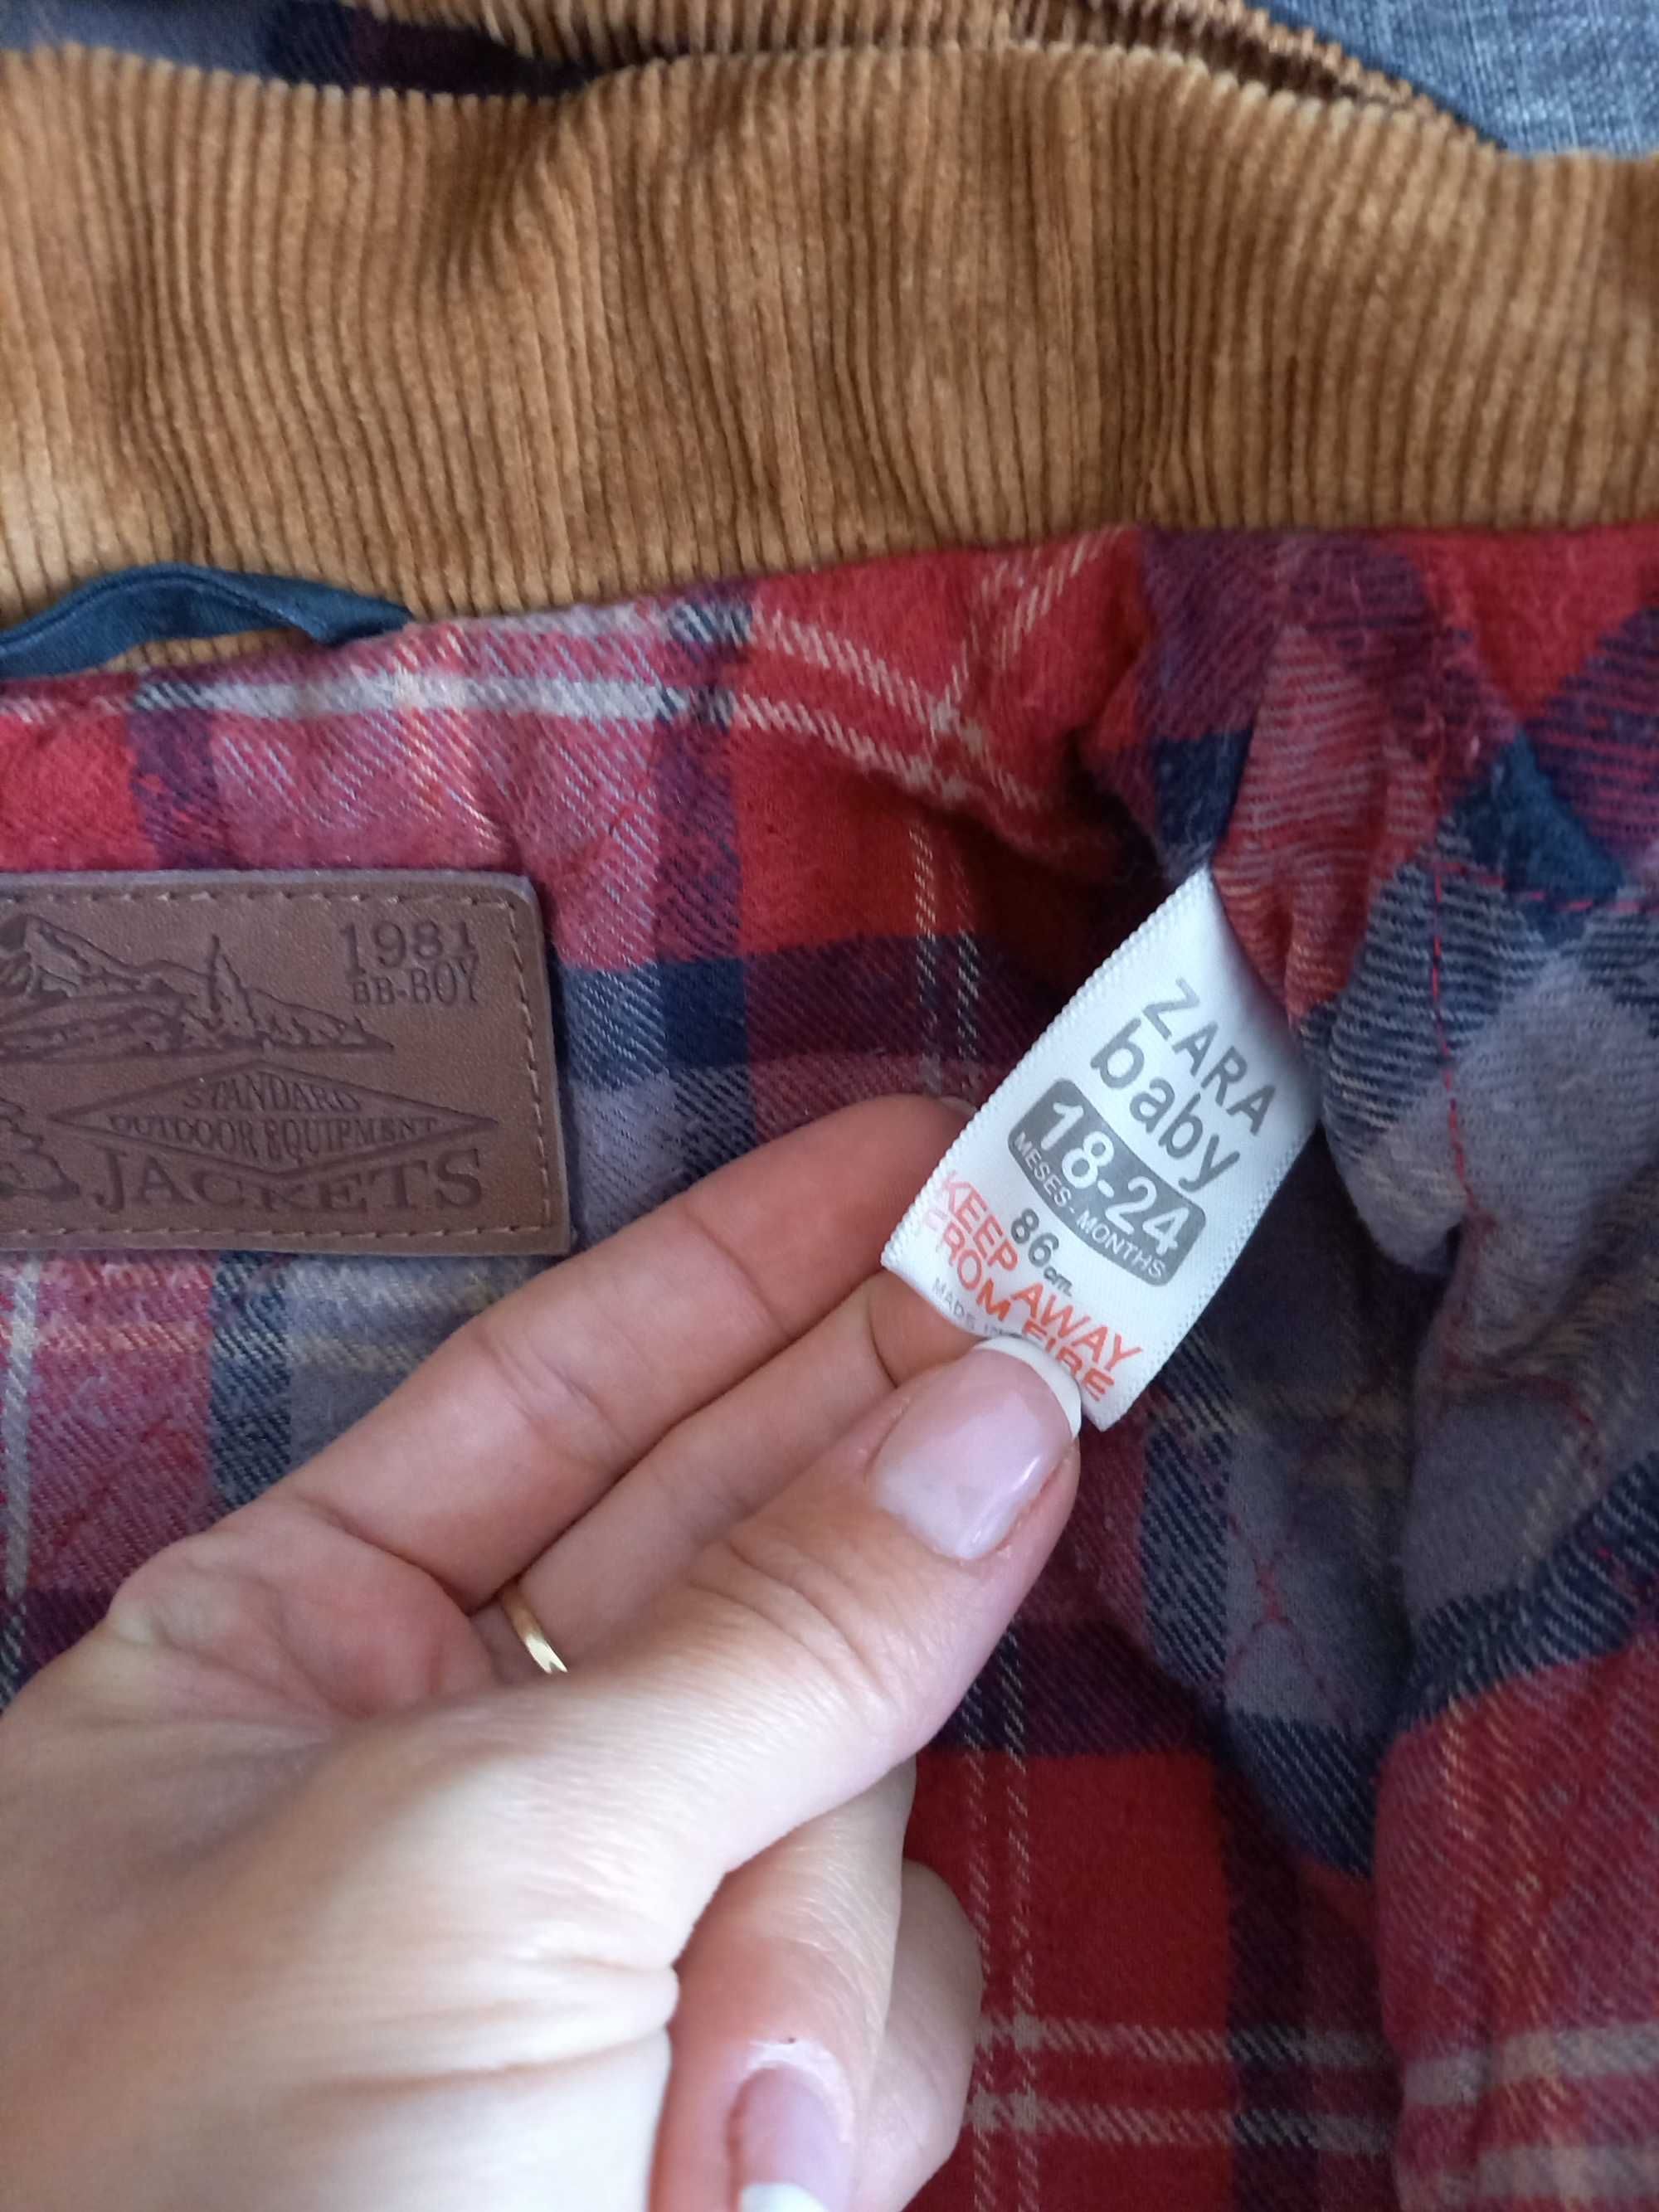 1981
BB-BOY
STANDARD
OUTDOOR EQUIPMENT
JACKETS
ZARA
baby
18-24
MESES-MONTHS
86 cm.
KEEP AWAY
FROM FIRE
MADE